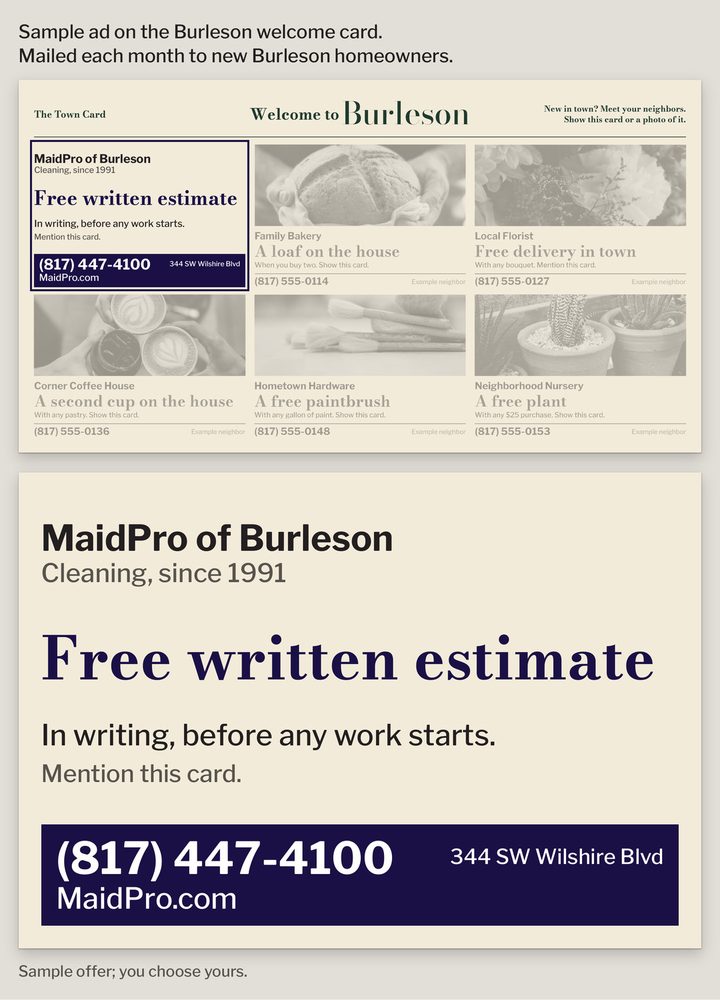 Sample ad on the Burleson welcome card.
Mailed each month to new Burleson homeowners.
The Town Card
Welcome to Burleson
New in town? Meet your neighbors.
Show this card or a photo of it.
MaidPro of Burleson
Cleaning, since 1991
Free written estimate
In writing, before any work starts.
Mention this card.
(817) 447-4100
344 SW Wilshire Blvd
MaidPro.com
Family Bakery
A loaf on the house
When you buy two. Show this card.
(817) 555-0114
Example neighbor
Local Florist
Free delivery in town
With any bouquet. Mention this card.
(817) 555-0127
Example neighbor
Corner Coffee House
A second cup on the house
With any pastry. Show this card.
(817) 555-0136
Example neighbor
Hometown Hardware
A free paintbrush
With any gallon of paint. Show this card.
(817) 555-0148
Example neighbor
Neighborhood Nursery
A free plant
With any $25 purchase. Show this card.
(817) 555-0153
Example neighbor
MaidPro of Burleson
Cleaning, since 1991
Free written estimate
In writing, before any work starts.
Mention this card.
(817) 447-4100
344 SW Wilshire Blvd
MaidPro.com
Sample offer; you choose yours.